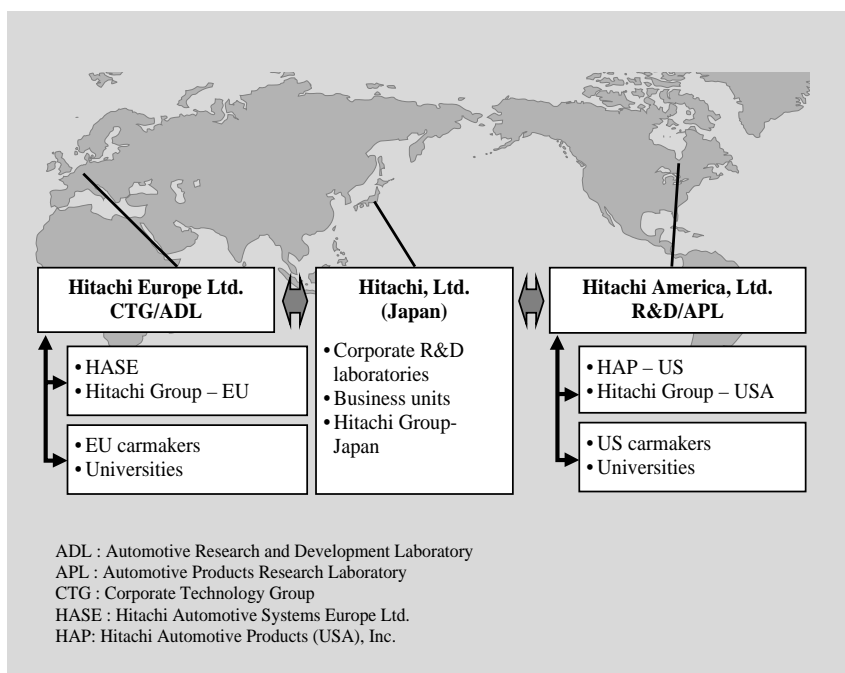 Hitachi Europe Ltd.
CTG/ADL
• HASE
• Hitachi Group – EU
• EU carmakers
• Universities
Hitachi, Ltd.
(Japan)
• Corporate R&D
laboratories
• Business units
• Hitachi Group-
Japan
Hitachi America, Ltd.
R&D/APL
• HAP – US
• Hitachi Group – USA
• US carmakers
• Universities
ADL : Automotive Research and Development Laboratory
APL : Automotive Products Research Laboratory
CTG : Corporate Technology Group
HASE : Hitachi Automotive Systems Europe Ltd.
HAP: Hitachi Automotive Products (USA), Inc.